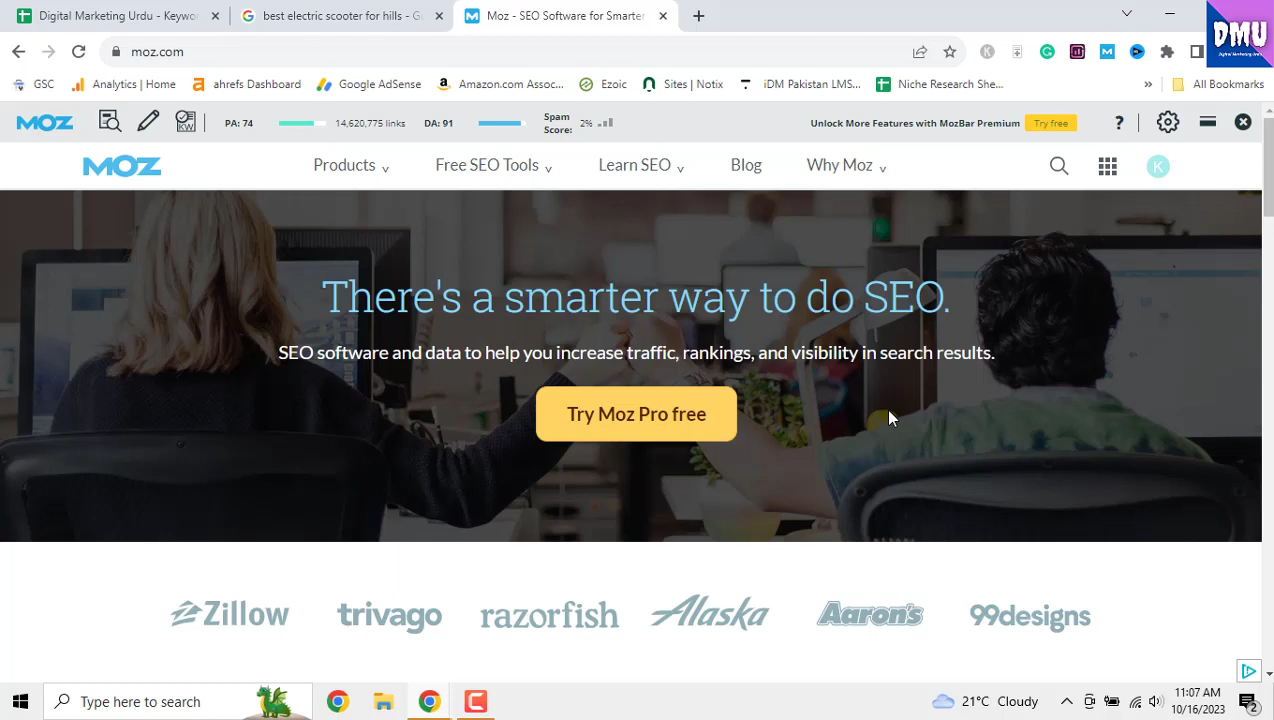 Digital Marketing Urdu - Keywo
best electric scooter for hills - G
Moz - SEO Software for Smarter
DMU
moz.com
GSC
Analytics | Home
ahrefs Dashboard
Google AdSense
Amazon.com Assoc...
Ezoic
Sites | Notix
iDM Pakistan LMS...
Niche Research She...
»
All Bookmarks
MOZ
KW
PA: 74
14,620,775 links
DA: 91
Spam Score: 2%
Unlock More Features with MozBar Premium
Try free
?
MOZ
Products
Free SEO Tools
Learn SEO
Blog
Why Moz
K
There's a smarter way to do SEO.
SEO software and data to help you increase traffic, rankings, and visibility in search results.
Try Moz Pro free
Zillow
trivago
razorfish
Alaska
Aaron's
99designs
Type here to search
21°C Cloudy
11:07 AM
10/16/2023
2